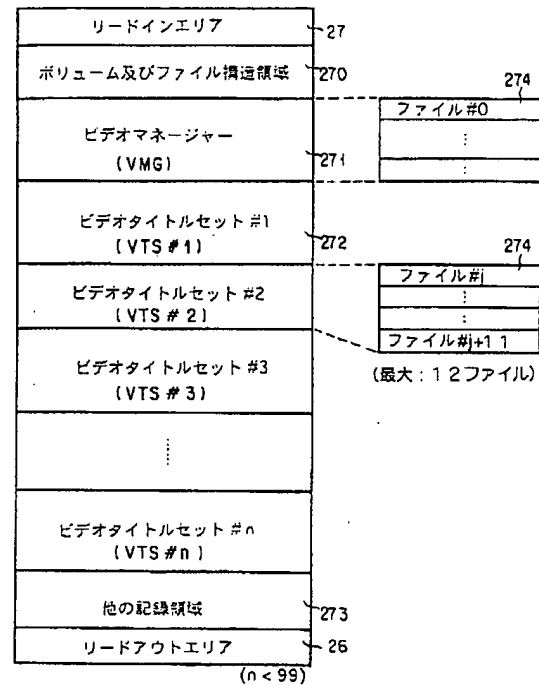 リードインエリア
27
ボリューム及びファイル構造領域
270
ビデオマネージャー
(VMG)
271
274
ファイル#0
⋮
⋮
ビデオタイトルセット#1
(VTS#1)
272
ビデオタイトルセット#2
(VTS#2)
274
ファイル#j
⋮
⋮
ファイル#j+11
(最大:12ファイル)
ビデオタイトルセット#3
(VTS#3)
⋮
ビデオタイトルセット#n
(VTS#n)
他の記録領域
273
リードアウトエリア
26
(n<99)